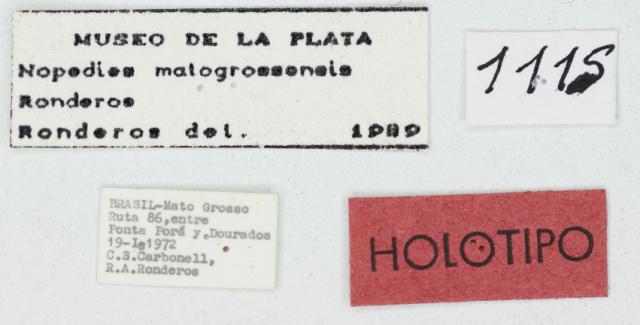 MUSEO DE LA PLATA
Nopedies matogrossensis
Ronderos
Ronderos det. 1989
1115
BRASIL-Mato Grosso
Ruta 86,entre
Ponta Porá y Dourados
19-I-1972
C.S.Carbonell,
R.A.Ronderos
HOLOTIPO